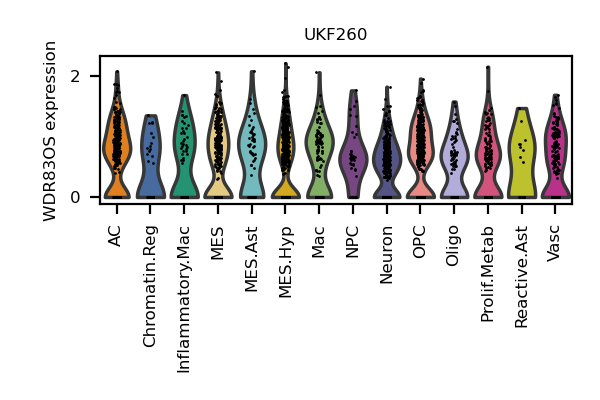 UKF260
WDR83OS expression
2
0
AC
Chromatin.Reg
Inflammatory.Mac
MES
MES.Ast
MES.Hyp
Mac
NPC
Neuron
OPC
Oligo
Prolif.Metab
Reactive.Ast
Vasc